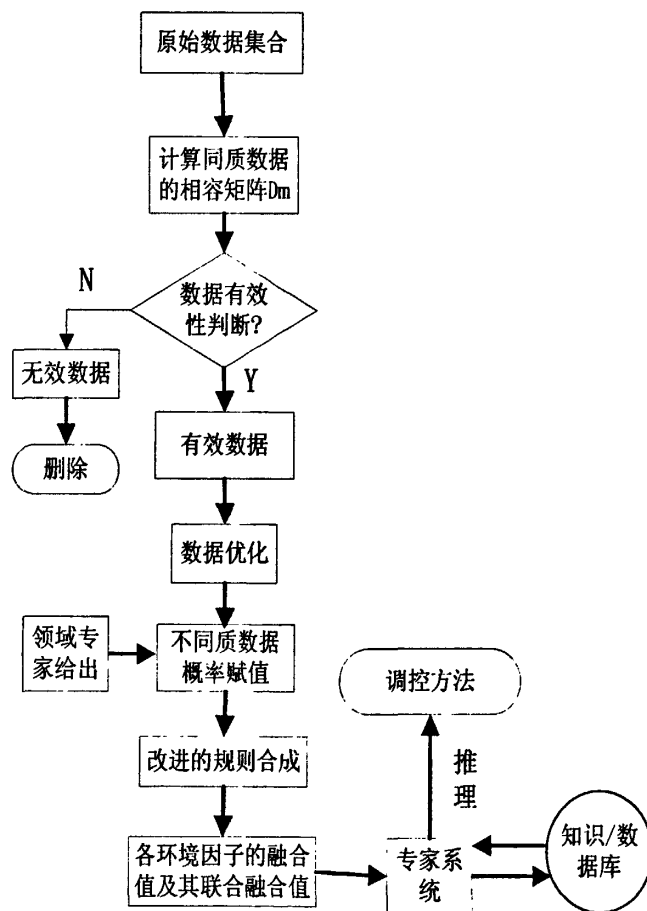 原始数据集合
计算同质数据
的相容矩阵Dm
N
数据有效
性判断?
无效数据
Y
有效数据
删除
数据优化
领域专
家给出
不同质数据
概率赋值
调控方法
改进的规则合成
推
理
各环境因子的融合
值及其联合融合值
专家系
统
知识/数
据库